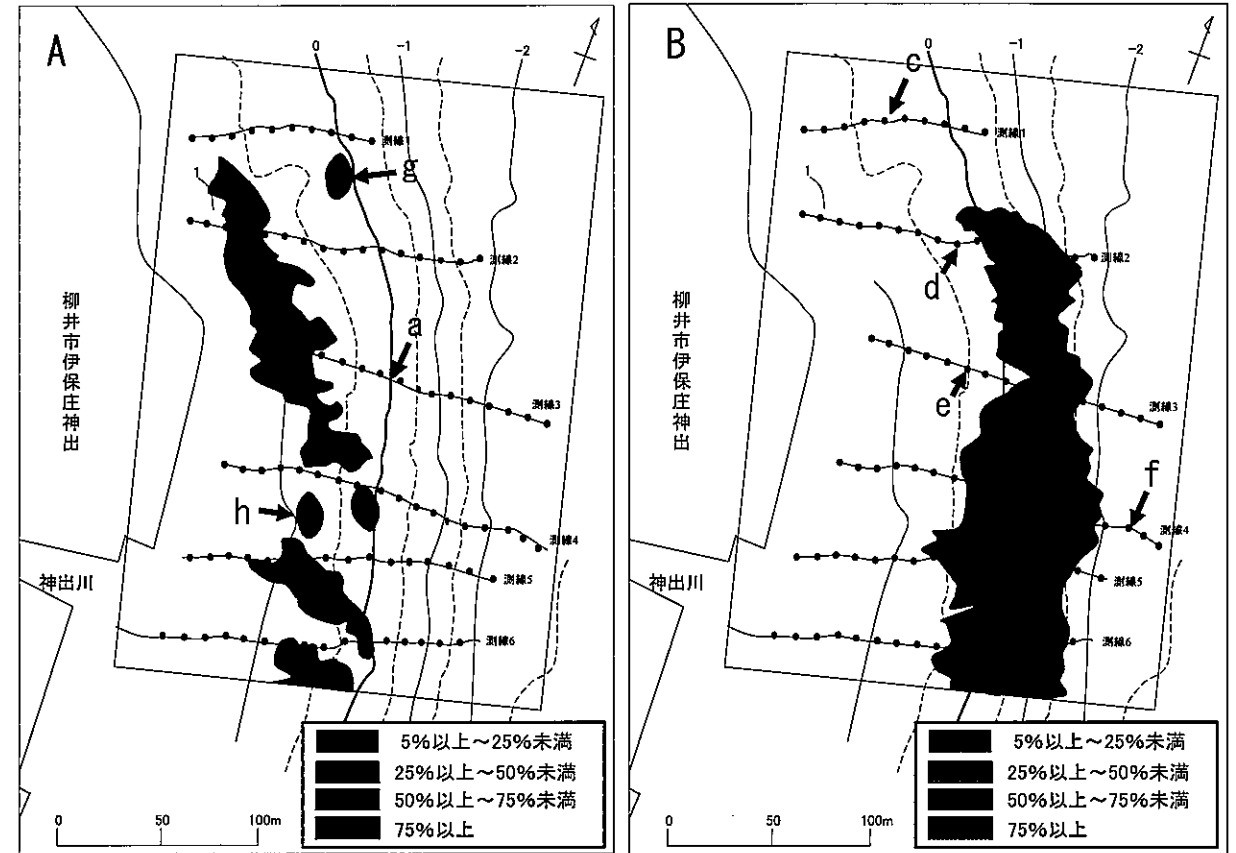 A
0
-1
-2
測線1
g
1
測線2
a
測線3
柳井市伊保庄神出
h
測線4
測線5
神出川
測線6
5%以上～25%未満
25%以上～50%未満
50%以上～75%未満
75%以上
0
50
100m
B
0
-1
-2
c
測線1
1
測線2
d
測線3
e
柳井市伊保庄神出
f
測線4
測線5
神出川
測線6
5%以上～25%未満
25%以上～50%未満
50%以上～75%未満
75%以上
0
50
100m